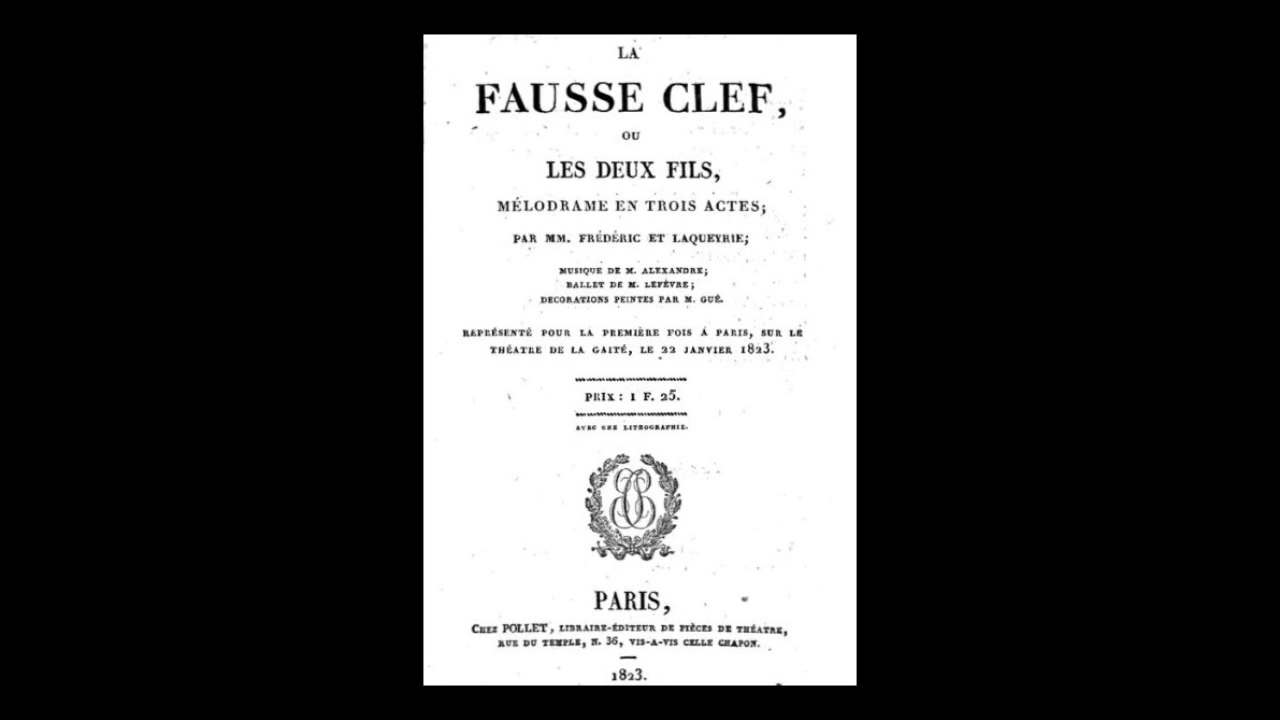 LA
FAUSSE CLEF,
OU
LES DEUX FILS,
MÉLODRAME EN TROIS ACTES;
PAR MM. FRÉDÉRIC ET LAQUEYRIE;
MUSIQUE DE M. ALEXANDRE;
BALLET DE M. LEFÈVRE;
DECORATIONS PEINTES PAR M. GUÉ.
REPRÉSENTÉ POUR LA PREMIÈRE FOIS A PARIS, SUR LE
THÉATRE DE LA GAITÉ, LE 22 JANVIER 1823.
PRIX: 1 F. 25.
AVEC UNE LITHOGRAPHIE.
PARIS,
CHEZ POLLET, LIBRAIRE-ÉDITEUR DE PIÈCES DE THÉATRE,
RUE DU TEMPLE, N. 36, VIS-A-VIS CELLE CHAPON.
1823.